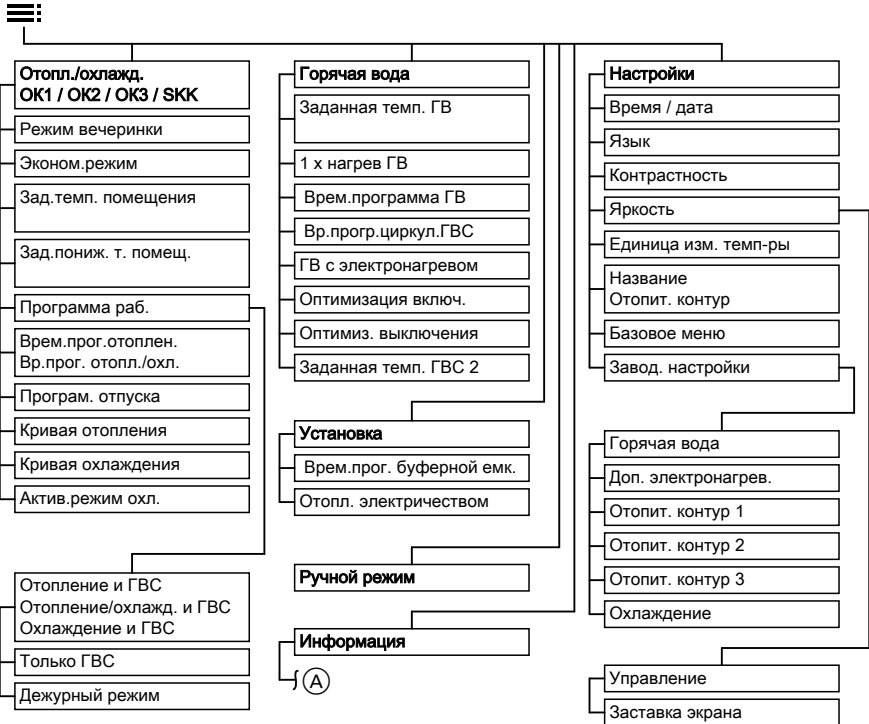 Отопл./охлажд.
ОК1 / ОК2 / ОК3 / SKK
Режим вечеринки
Эконом.режим
Зад.темп. помещения
Зад.пониж. т. помещ.
Программа раб.
Врем.прог.отоплен.
Вр.прог. отопл./охл.
Програм. отпуска
Кривая отопления
Кривая охлаждения
Актив.режим охл.
Отопление и ГВС
Отопление/охлажд. и ГВС
Охлаждение и ГВС
Только ГВС
Дежурный режим
Горячая вода
Заданная темп. ГВ
1 х нагрев ГВ
Врем.программа ГВ
Вр.прогр.циркул.ГВС
ГВ с электронагревом
Оптимизация включ.
Оптимиз. выключения
Заданная темп. ГВС 2
Установка
Врем.прог. буферной емк.
Отопл. электричеством
Ручной режим
Информация
A
Настройки
Время / дата
Язык
Контрастность
Яркость
Единица изм. темп-ры
Название
Отопит. контур
Базовое меню
Завод. настройки
Горячая вода
Доп. электронагрев.
Отопит. контур 1
Отопит. контур 2
Отопит. контур 3
Охлаждение
Управление
Заставка экрана